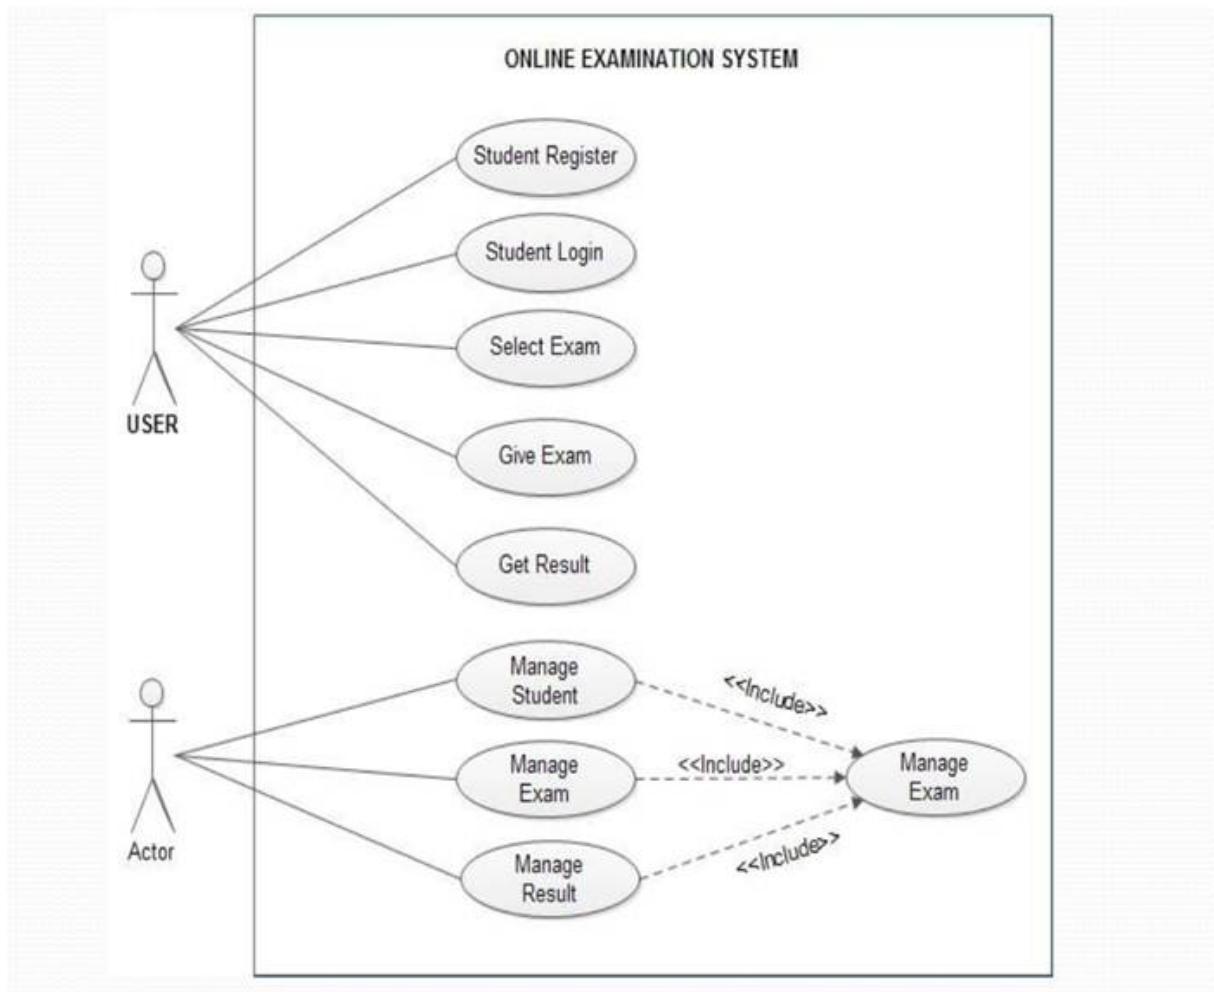 ONLINE EXAMINATION SYSTEM
Student Register
Student Login
Select Exam
USER
Give Exam
Get Result
Manage
Student
<<Include>>
Manage
Exam
<<Include>>
Manage
Exam
Actor
Manage
Result
<<Include>>